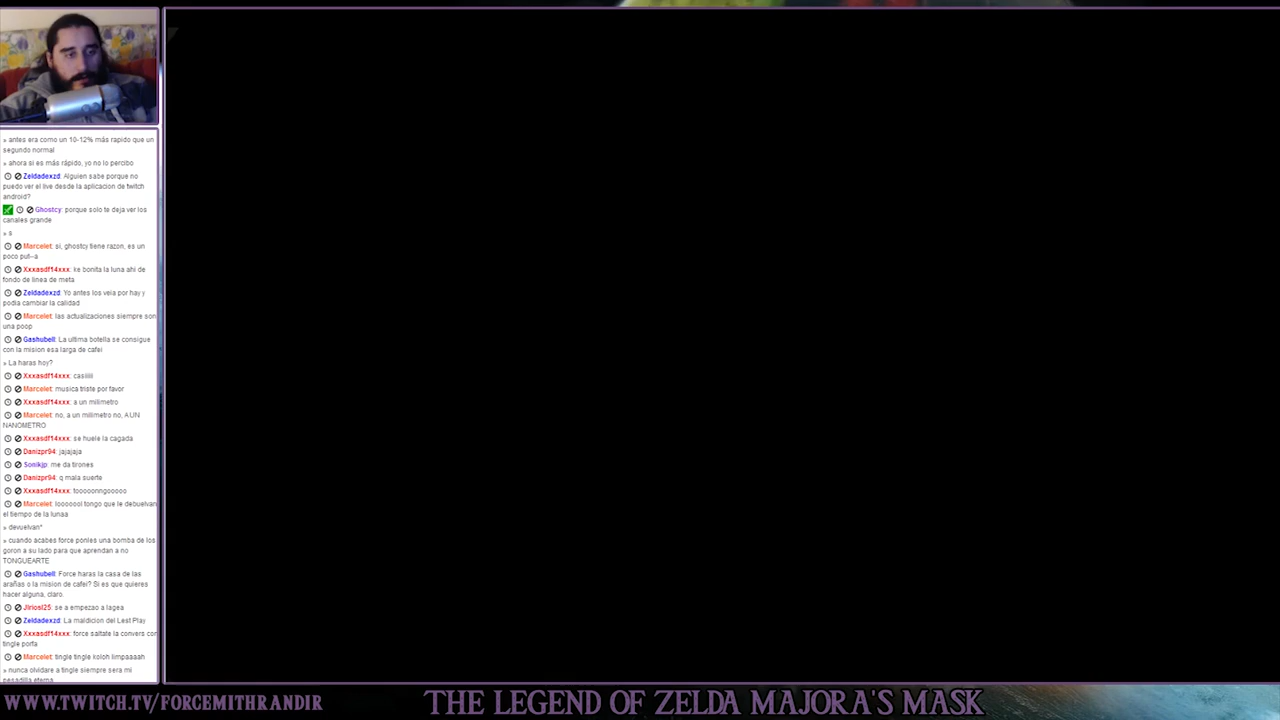 » antes era como un 10-12% más rapido que un
segundo normal
» ahora si es más rápido, yo no lo percibo
Zeldadexzd: Alguien sabe porque no
puedo ver el live desde la aplicacion de twitch
android?
Ghostcy: porque solo te deja ver los
canales grande
» s
Marcelet: si, ghostcy tiene razon, es un
poco put--a
Xxxasdf14xxx: ke bonita la luna ahi de
fondo de linea de meta
Zeldadexzd: Yo antes los veia por hay y
podia cambiar la calidad
Marcelet: las actualizaciones siempre son
una poop
Gashubell: La ultima botella se consigue
con la mision esa larga de cafei
» La haras hoy?
Xxxasdf14xxx: casiiiii
Marcelet: musica triste por favor
Xxxasdf14xxx: a un milimetro
Marcelet: no, a un milimetro no, A UN
NANOMETRO
Xxxasdf14xxx: se huele la cagada
Danizpr94: jajajaja
Sonikjp: me da tirones
Danizpr94: q mala suerte
Xxxasdf14xxx: tooooonngooooo
Marcelet: looooool tongo que le debuelvan
el tiempo de la lunaa
» devuelvan*
» cuando acabes force ponles una bomba de los
goron a su lado para que aprendan a no
TONGUEARTE
Gashubell: Force haras la casa de las
arañas o la mision de cafei? Si es que quieres
hacer alguna, claro.
Jlriosl25: se a empezao a lagea
Zeldadexzd: La maldicion del Lest Play
Xxxasdf14xxx: force saltate la convers con
tingle porfa
Marcelet: tingle tingle koloh limpaaaah
» nunca olvidare a tingle siempre sera mi
pesadilla eterna
WWW.TWITCH.TV/FORCEMITHRANDIR
THE LEGEND OF ZELDA MAJORA'S MASK